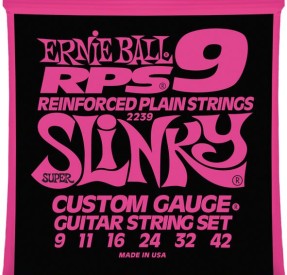 ERNIE BALL
RPS® 9
REINFORCED PLAIN STRINGS
2239
SUPER SLINKY®
CUSTOM GAUGE®
GUITAR STRING SET
9 11 16 24 32 42
MADE IN USA